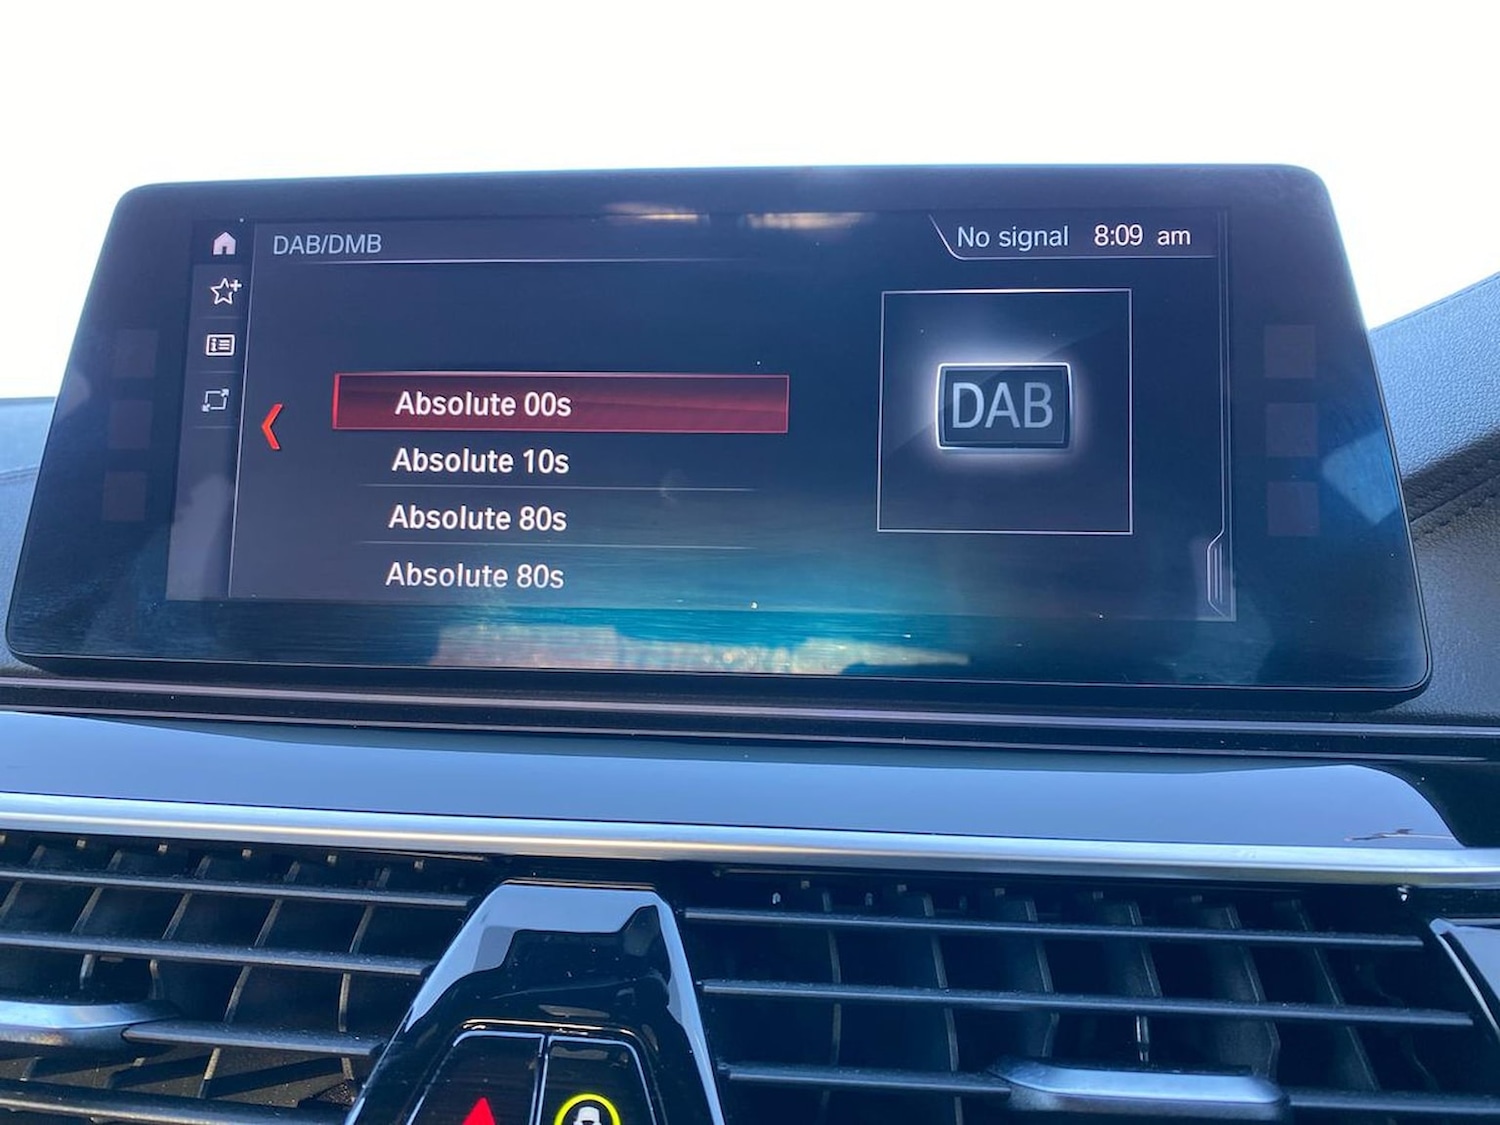 DAB/DMB
No signal 8:09 am
Absolute 00s
DAB
Absolute 10s
Absolute 80s
Absolute 80s